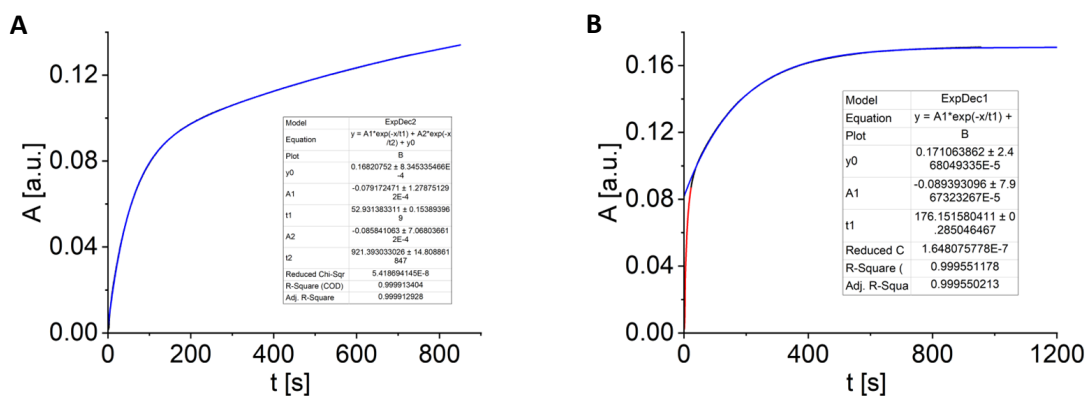 A
A [a.u.]
0.12
0.08
0.04
0.00
0
200
400
600
800
t [s]
Model
ExpDec2
Equation
y = A1*exp(-x/t1) + A2*exp(-x
/t2) + y0
Plot
B
y0
0.16820752 ± 8.345335466E
-4
A1
-0.079172471 ± 1.27875129
2E-4
t1
52.931383311 ± 0.15389396
9
A2
-0.085841063 ± 7.06803661
2E-4
t2
921.393033026 ± 14.808861
847
Reduced Chi-Sqr
5.418694145E-8
R-Square (COD)
0.999913404
Adj. R-Square
0.999912928
B
A [a.u.]
0.16
0.12
0.08
0.04
0.00
0
400
800
1200
t [s]
Model
ExpDec1
Equation
y = A1*exp(-x/t1) +
Plot
B
y0
0.171063862 ± 2.4
68049335E-5
A1
-0.089393096 ± 7.9
67323267E-5
t1
176.151580411 ± 0
.285046467
Reduced C
1.648075778E-7
R-Square (
0.999551178
Adj. R-Squa
0.999550213